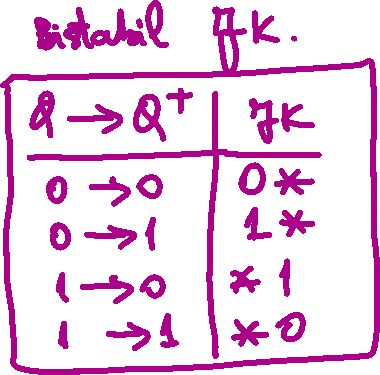 Bistabil JK.
Q → Q+ JK
0 → 0 0 *
0 → 1 1 *
1 → 0 * 1
1 → 1 * 0